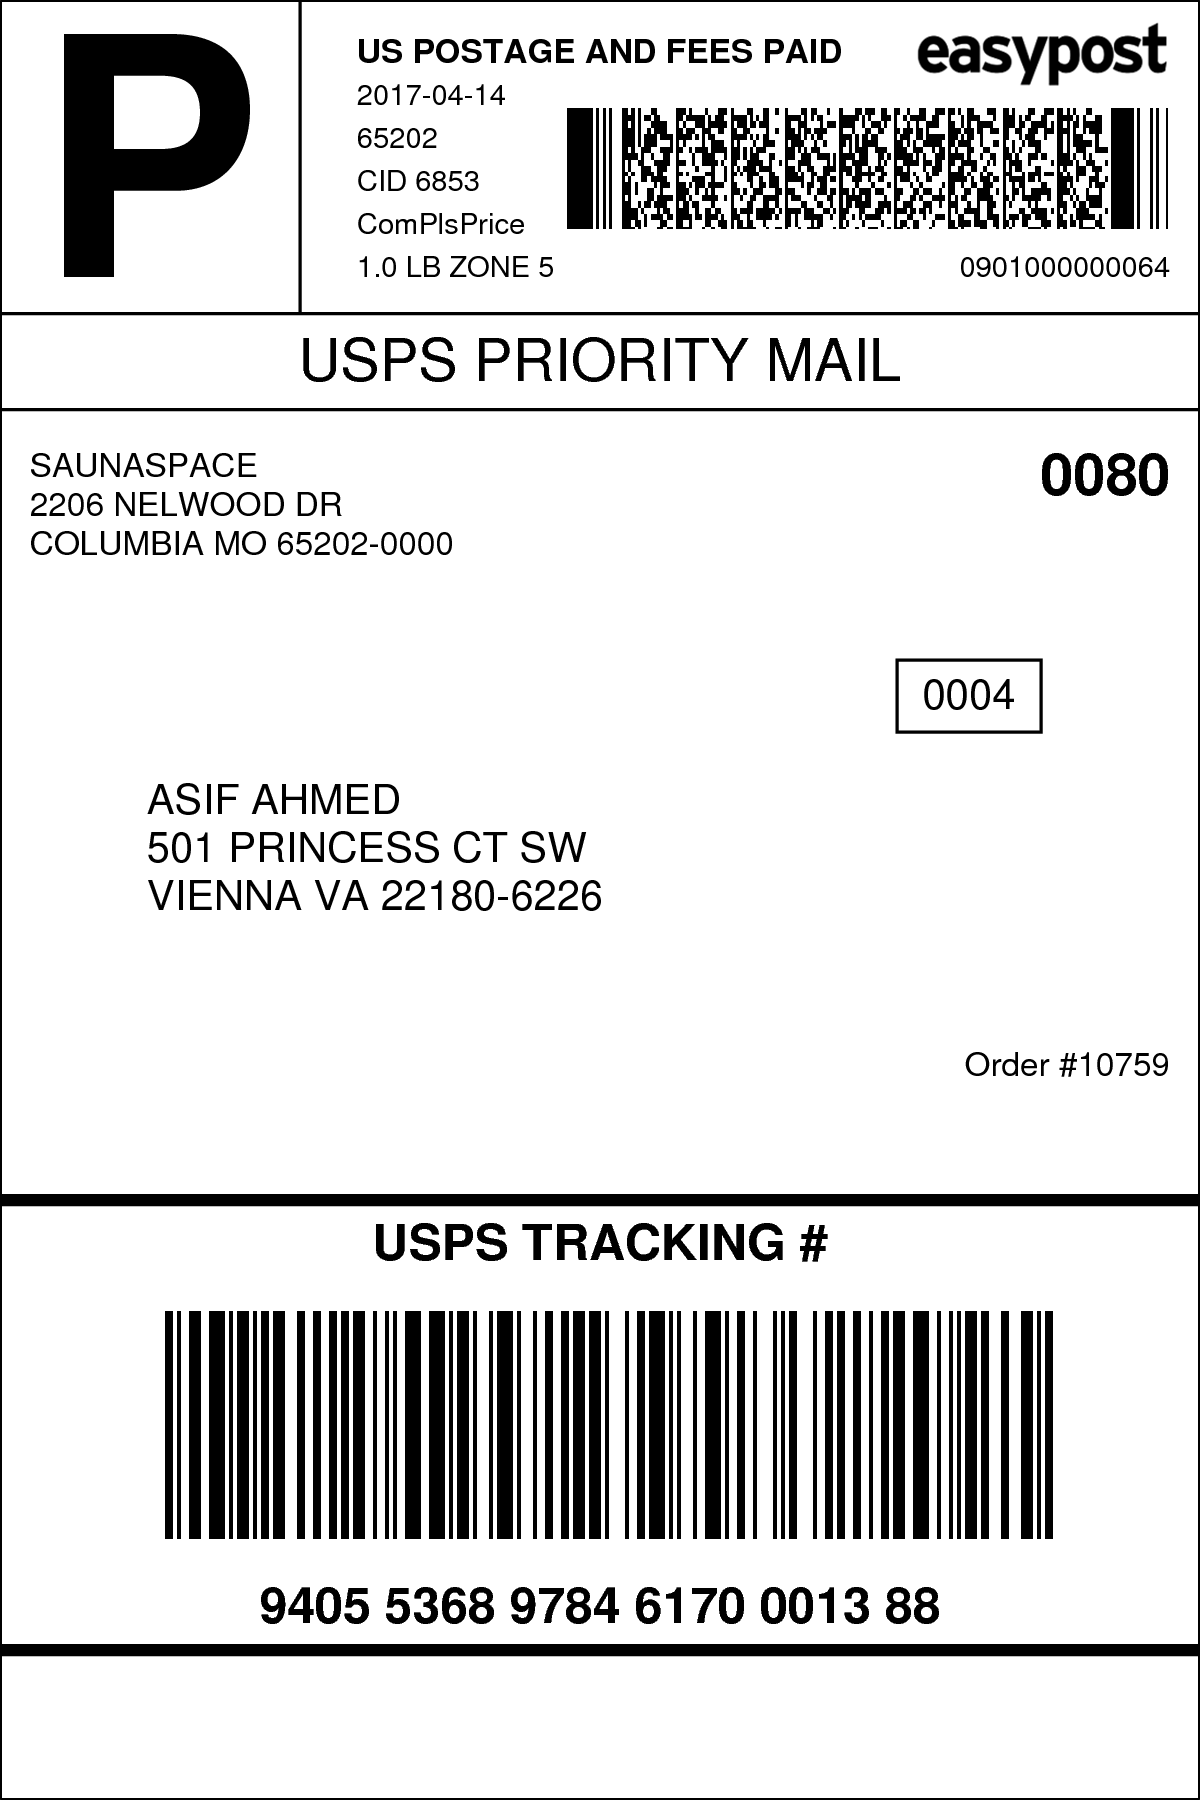 P
US POSTAGE AND FEES PAID
easypost
2017-04-14
65202
CID 6853
ComPlsPrice
1.0 LB ZONE 5
0901000000064
USPS PRIORITY MAIL
SAUNASPACE
2206 NELWOOD DR
COLUMBIA MO 65202-0000
0080
0004
ASIF AHMED
501 PRINCESS CT SW
VIENNA VA 22180-6226
Order #10759
USPS TRACKING #
9405 5368 9784 6170 0013 88